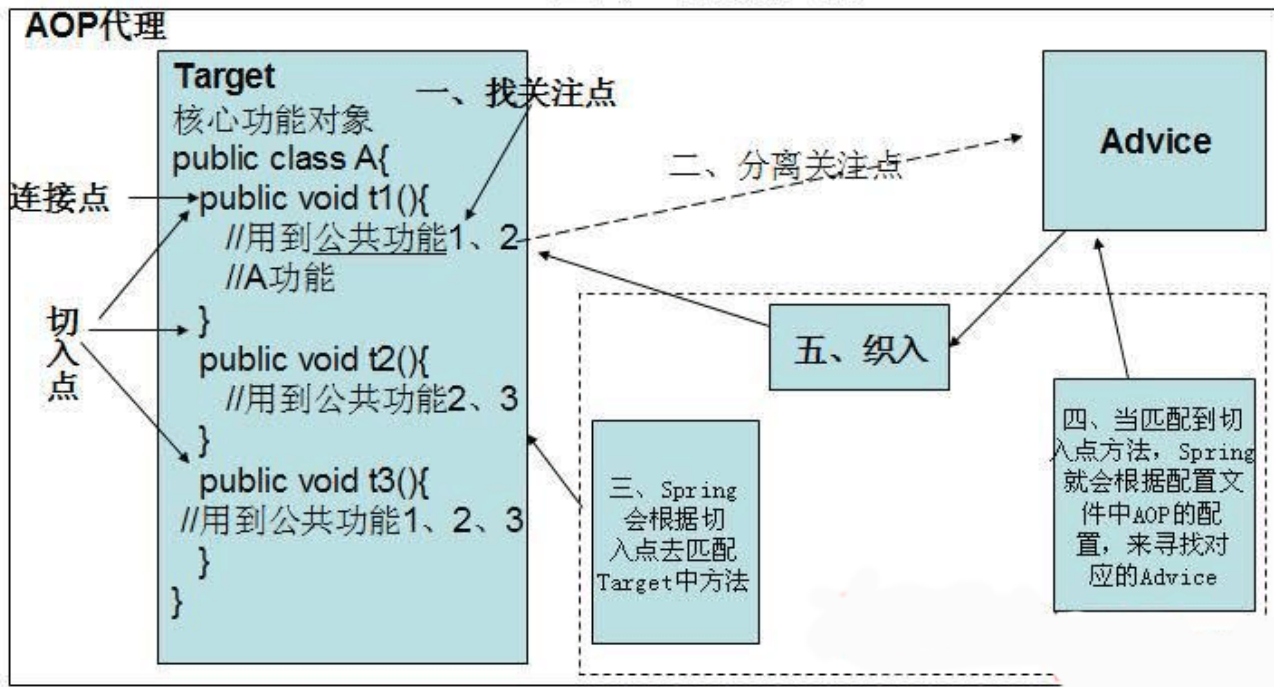 AOP代理
Target
一、找关注点
核心功能对象
public class A{
连接点
public void t1(){
//用到公共功能1、2
//A功能
}
切
入
点
public void t2(){
//用到公共功能2、3
}
public void t3(){
//用到公共功能1、2、3
}
}
二、分离关注点
Advice
五、织入
三、Spring
会根据切
入点去匹配
Target中方法
四、当匹配到切
入点方法，Spring
就会根据配置文
件中AOP的配
置，来寻找对
应的Advice